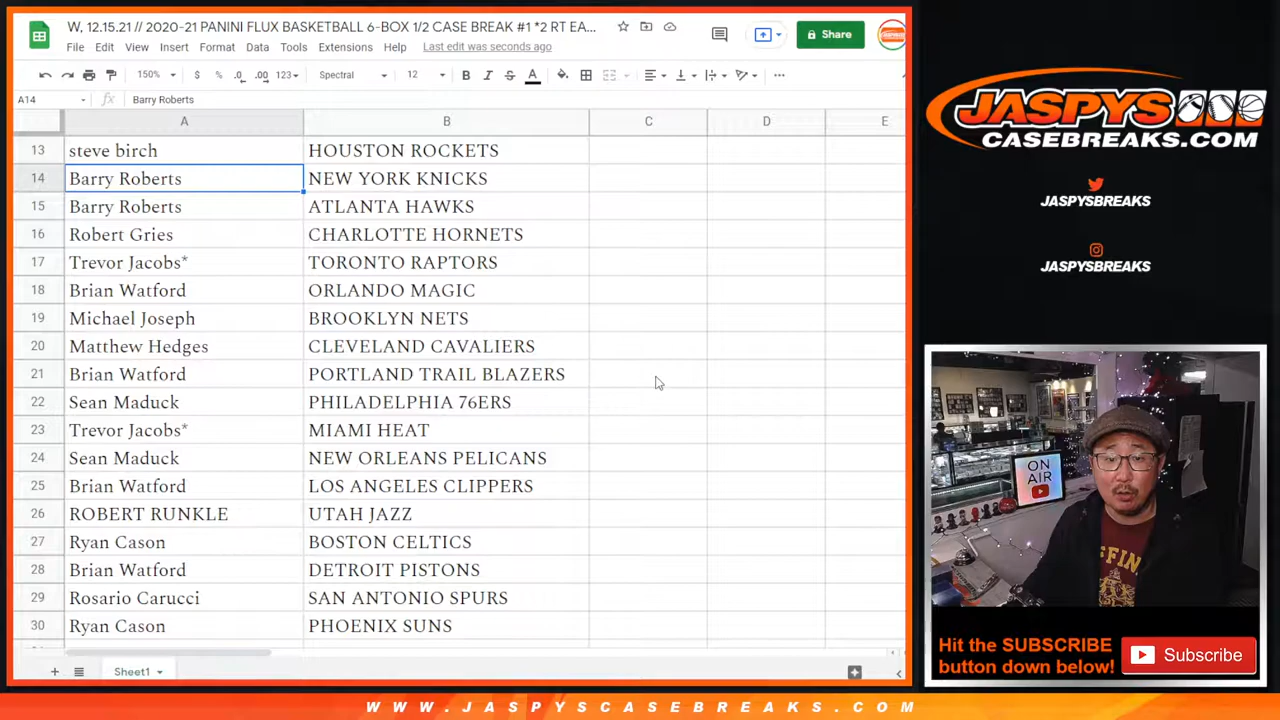 W, 12.15.21 // 2020-21 PANINI FLUX BASKETBALL 6-BOX 1/2 CASE BREAK #1 *2 RT EA...
File Edit View Insert Format Data Tools Extensions Help Last edit was seconds ago
Share
150% $ % .0 .00 123 Spectral 12 B I S A
A14 Barry Roberts
A B C D E
13 steve birch HOUSTON ROCKETS
14 Barry Roberts NEW YORK KNICKS
15 Barry Roberts ATLANTA HAWKS
16 Robert Gries CHARLOTTE HORNETS
17 Trevor Jacobs* TORONTO RAPTORS
18 Brian Watford ORLANDO MAGIC
19 Michael Joseph BROOKLYN NETS
20 Matthew Hedges CLEVELAND CAVALIERS
21 Brian Watford PORTLAND TRAIL BLAZERS
22 Sean Maduck PHILADELPHIA 76ERS
23 Trevor Jacobs* MIAMI HEAT
24 Sean Maduck NEW ORLEANS PELICANS
25 Brian Watford LOS ANGELES CLIPPERS
26 ROBERT RUNKLE UTAH JAZZ
27 Ryan Cason BOSTON CELTICS
28 Brian Watford DETROIT PISTONS
29 Rosario Carucci SAN ANTONIO SPURS
30 Ryan Cason PHOENIX SUNS
Sheet1
JASPYS
CASEBREAKS.COM
JASPYSBREAKS
JASPYSBREAKS
ON
AIR
Hit the SUBSCRIBE
button down below!
Subscribe
WWW.JASPYSCASEBREAKS.COM